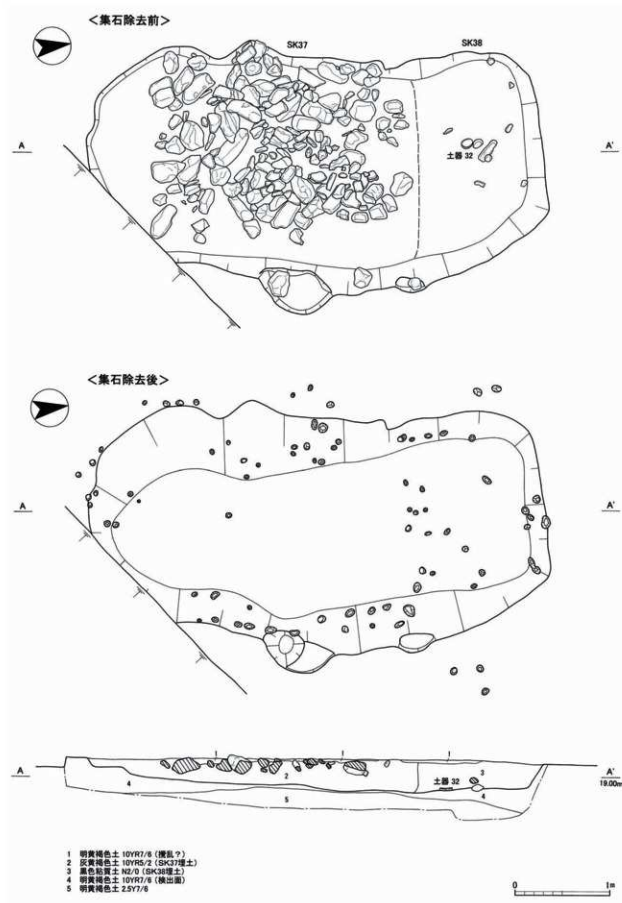 <集石除去前>
SK37
SK38
A
A'
土器 32
<集石除去後>
A
A'
A
A'
19.00m
1
1
1
2
3
土器 32
4
4
5
1 明黄褐色土 10YR7/6 (攪乱?)
2 灰黄褐色土 10YR5/2 (SK37埋土)
3 黒色粘質土 N2/0 (SK38埋土)
4 明黄褐色土 10YR7/6 (検出面)
5 明黄褐色土 2.5Y7/6
0
1m